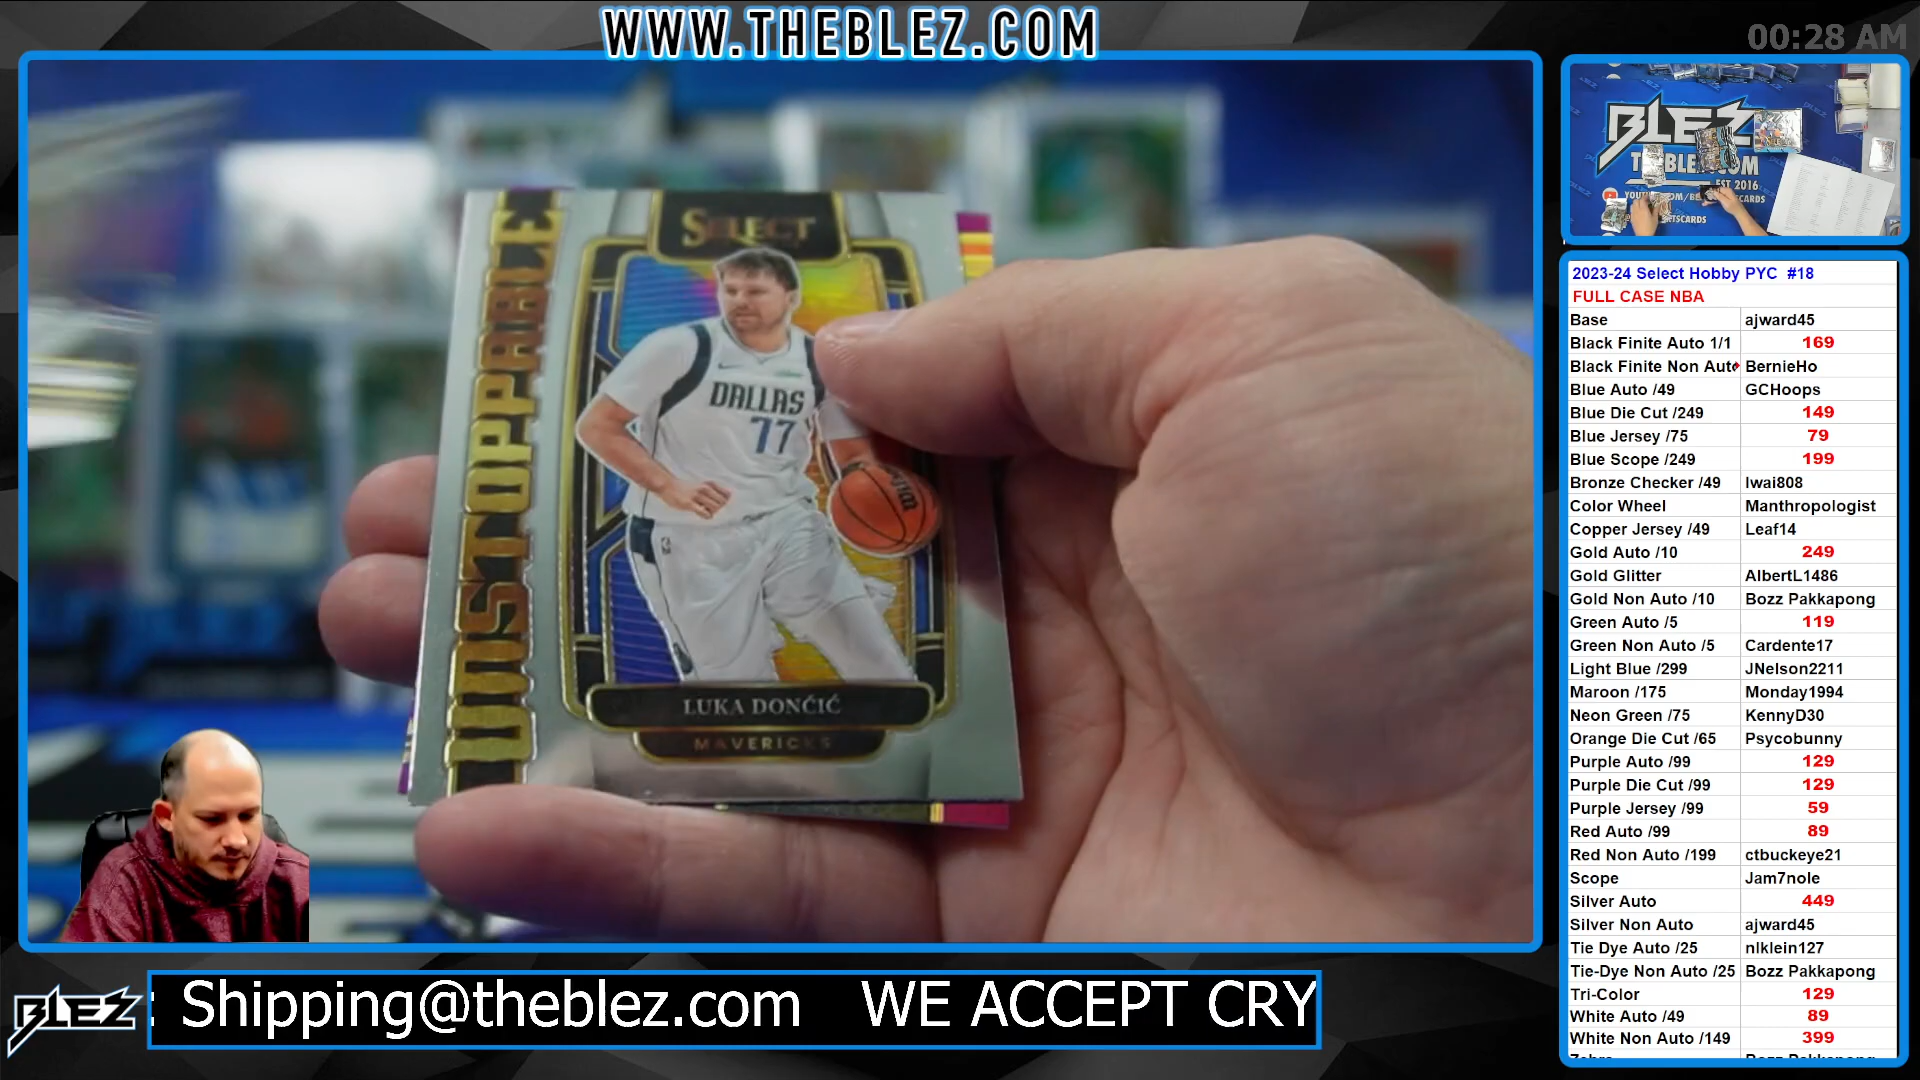 WWW.THEBLEZ.COM
00:28 AM
SELECT
UNSTOPPABLE
DALLAS
77
Wilson
LUKA DONČIĆ
MAVERICKS
BLEZ
THEBLEZ.COM
EST 2016
2023-24 Select Hobby PYC #18
FULL CASE NBA
Base ajward45
Black Finite Auto 1/1 169
Black Finite Non Aut BernieHo
Blue Auto /49 GCHoops
Blue Die Cut /249 149
Blue Jersey /75 79
Blue Scope /249 199
Bronze Checker /49 Iwai808
Color Wheel Manthropologist
Copper Jersey /49 Leaf14
Gold Auto /10 249
Gold Glitter AlbertL1486
Gold Non Auto /10 Bozz Pakkapong
Green Auto /5 119
Green Non Auto /5 Cardente17
Light Blue /299 JNelson2211
Maroon /175 Monday1994
Neon Green /75 KennyD30
Orange Die Cut /65 Psycobunny
Purple Auto /99 129
Purple Die Cut /99 129
Purple Jersey /99 59
Red Auto /99 89
Red Non Auto /199 ctbuckeye21
Scope Jam7nole
Silver Auto 449
Silver Non Auto ajward45
Tie Dye Auto /25 nlklein127
Tie-Dye Non Auto /25 Bozz Pakkapong
Tri-Color 129
White Auto /49 89
White Non Auto /149 399
BLEZ
: Shipping@theblez.com WE ACCEPT CRY